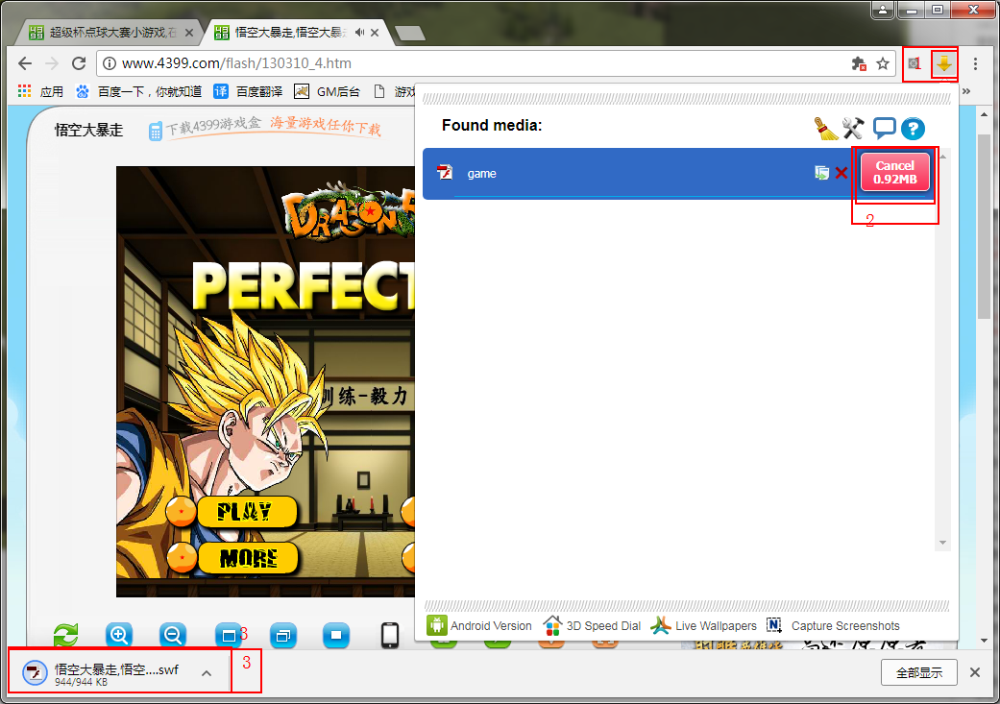 超级杯点球大赛小游戏,在
悟空大暴走,悟空大暴走
www.4399.com/flash/130310_4.htm
1
应用
百度一下，你就知道
译
百度翻译
GM后台
游戏
悟空大暴走
下载4399游戏盒 海量游戏任你下载
Found media:
game
Cancel
0.92MB
2
DRAGON
PERFECT
训练-毅力
PLAY
MORE
Android Version
3D Speed Dial
Live Wallpapers
N
Capture Screenshots
3
3
悟空大暴走,悟空....swf
944/944 KB
全部显示